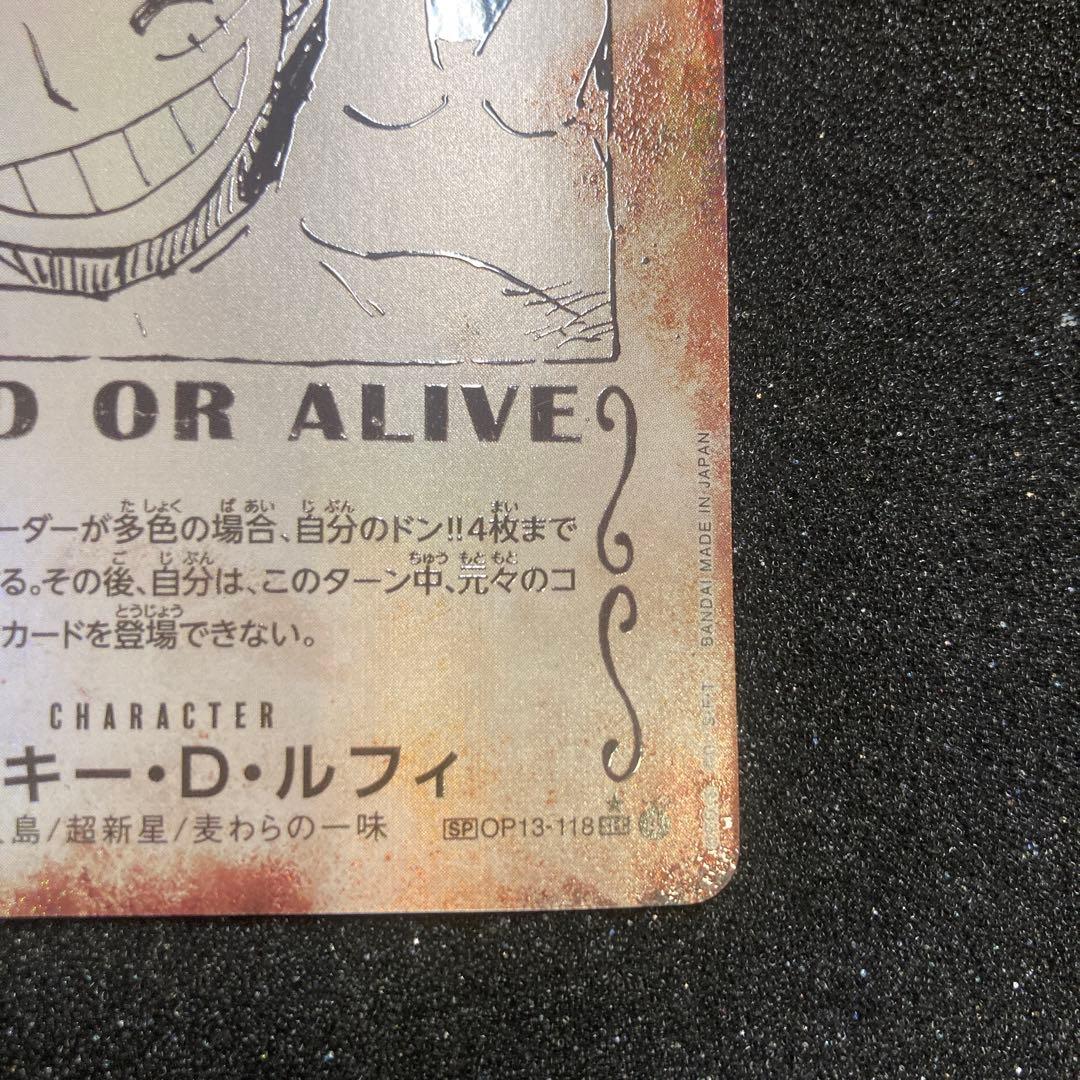 D OR ALIVE
ーダーが多色の場合、自分のドン!!4枚まで
る。その後、自分は、このターン中、元々のコ
カードを登場できない。
CHARACTER
キー・D・ルフィ
島/超新星/麦わらの一味
SP OP13-118
BANDAI MADE IN JAPAN